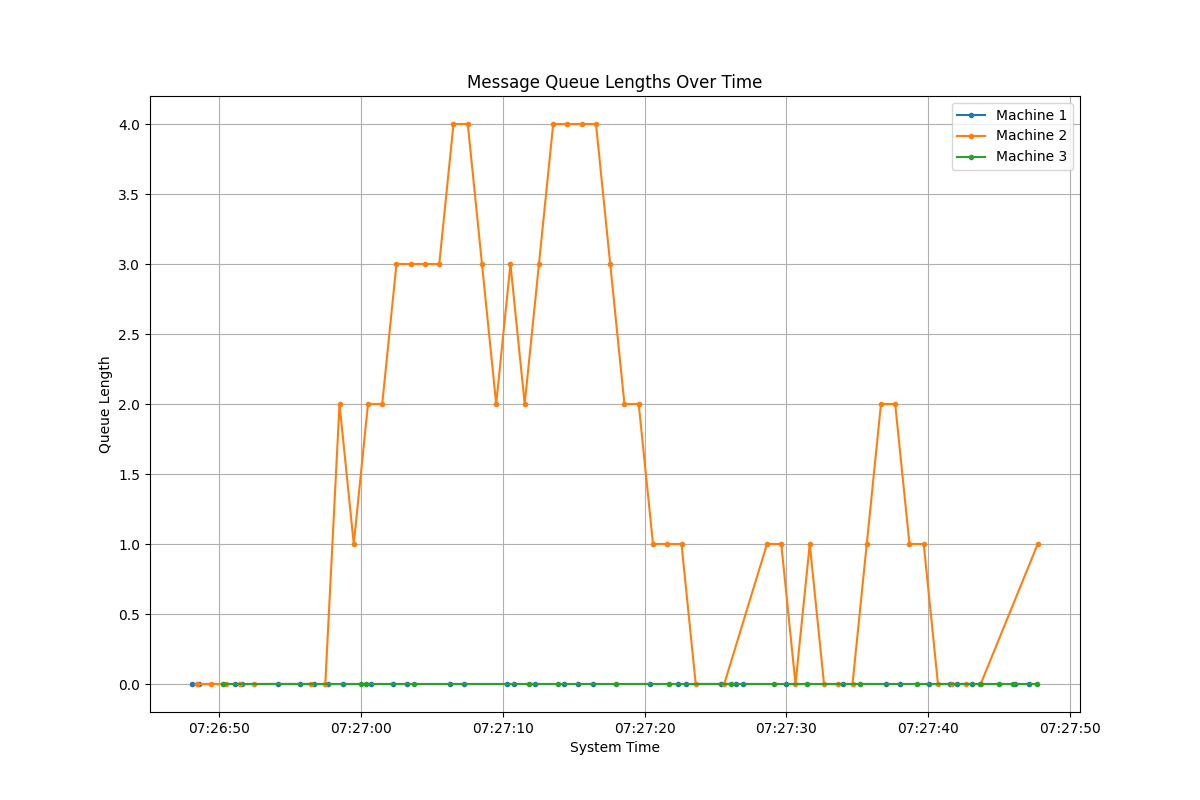 Message Queue Lengths Over Time
Machine 1
Machine 2
Machine 3
4.0
3.5
3.0
2.5
2.0
1.5
1.0
0.5
0.0
Queue Length
07:26:50 07:27:00 07:27:10 07:27:20 07:27:30 07:27:40 07:27:50
System Time